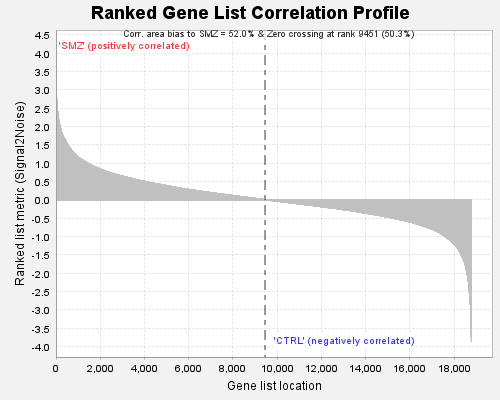 Ranked Gene List Correlation Profile
Corr. area bias to SMZ = 52.0% & Zero crossing at rank 9461 (50.3%)
'SMZ' (positively correlated)
4.5
4.0
3.5
3.0
2.5
2.0
1.5
1.0
0.5
0.0
-0.5
-1.0
-1.5
-2.0
-2.5
-3.0
-3.5
-4.0
Ranked list metric (Signal2Noise)
'CTRL' (negatively correlated)
0 2,000 4,000 6,000 8,000 10,000 12,000 14,000 16,000 18,000
Gene list location